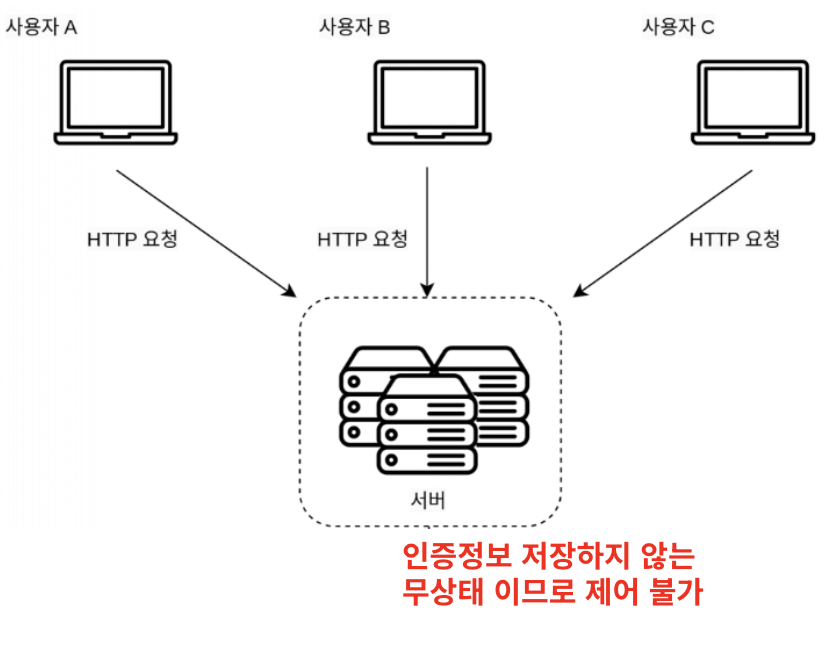 사용자 A
사용자 B
사용자 C
HTTP 요청
HTTP 요청
HTTP 요청
서버
인증정보 저장하지 않는
무상태 이므로 제어 불가